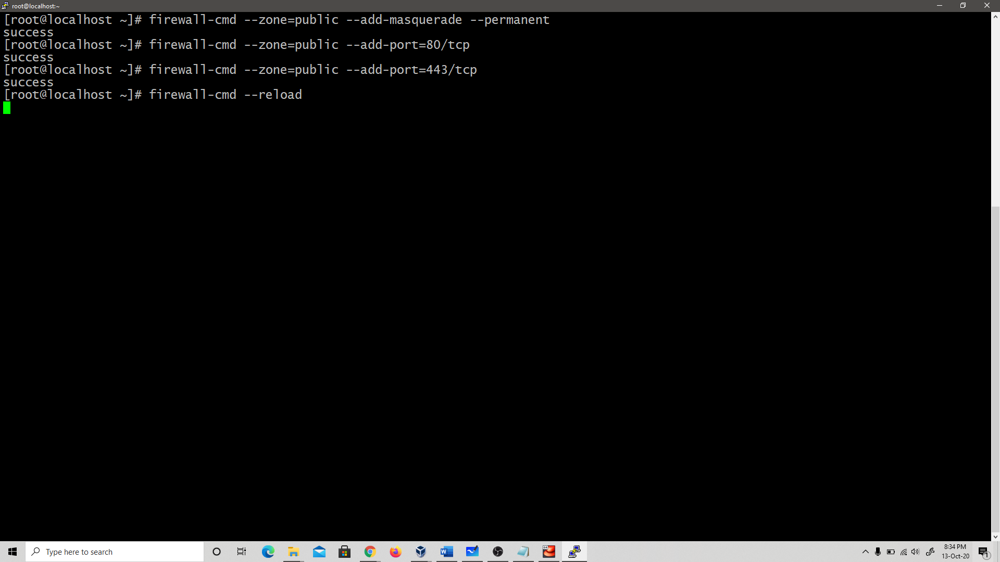 root@localhost:~
[root@localhost ~]# firewall-cmd --zone=public --add-masquerade --permanent
success
[root@localhost ~]# firewall-cmd --zone=public --add-port=80/tcp
success
[root@localhost ~]# firewall-cmd --zone=public --add-port=443/tcp
success
[root@localhost ~]# firewall-cmd --reload
Type here to search
8:34 PM
13-Oct-20
1